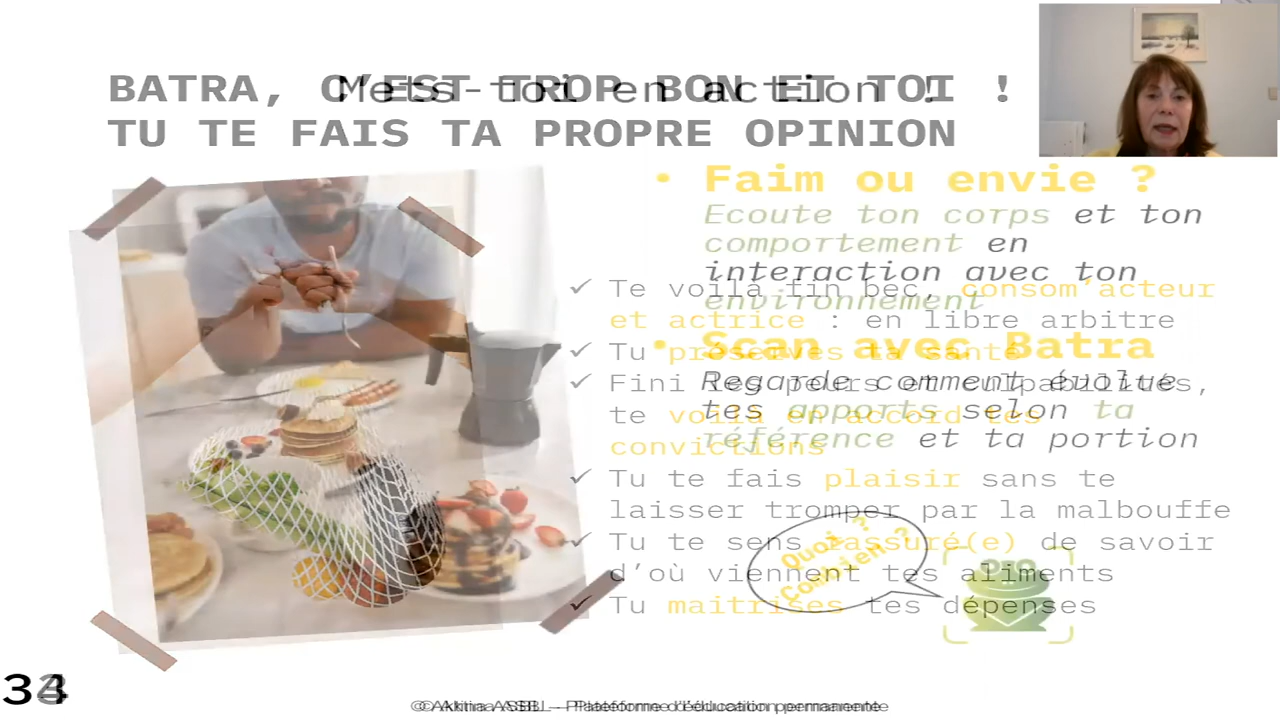 BATRA, C'EST TROP BON ET TOI !
TU TE FAIS TA PROPRE OPINION
Mets-toi en action !
• Faim ou envie ?
Ecoute ton corps et ton
comportement en
interaction avec ton
environnement
• Scan avec Batra
Regarde comment évolue
tes apports selon ta
référence et ta portion
✓ Te voilà fin bec, consom'acteur
et actrice : en libre arbitre
✓ Tu préserves ta santé
✓ Fini les peurs et culpabilités,
te voilà en accord tes
convictions
✓ Tu te fais plaisir sans te
laisser tromper par la malbouffe
✓ Tu te sens rassuré(e) de savoir
d'où viennent tes aliments
✓ Tu maitrises tes dépenses
Quoi ?
Combien ?
© Aktina ASBL – Plateforme d'éducation permanente